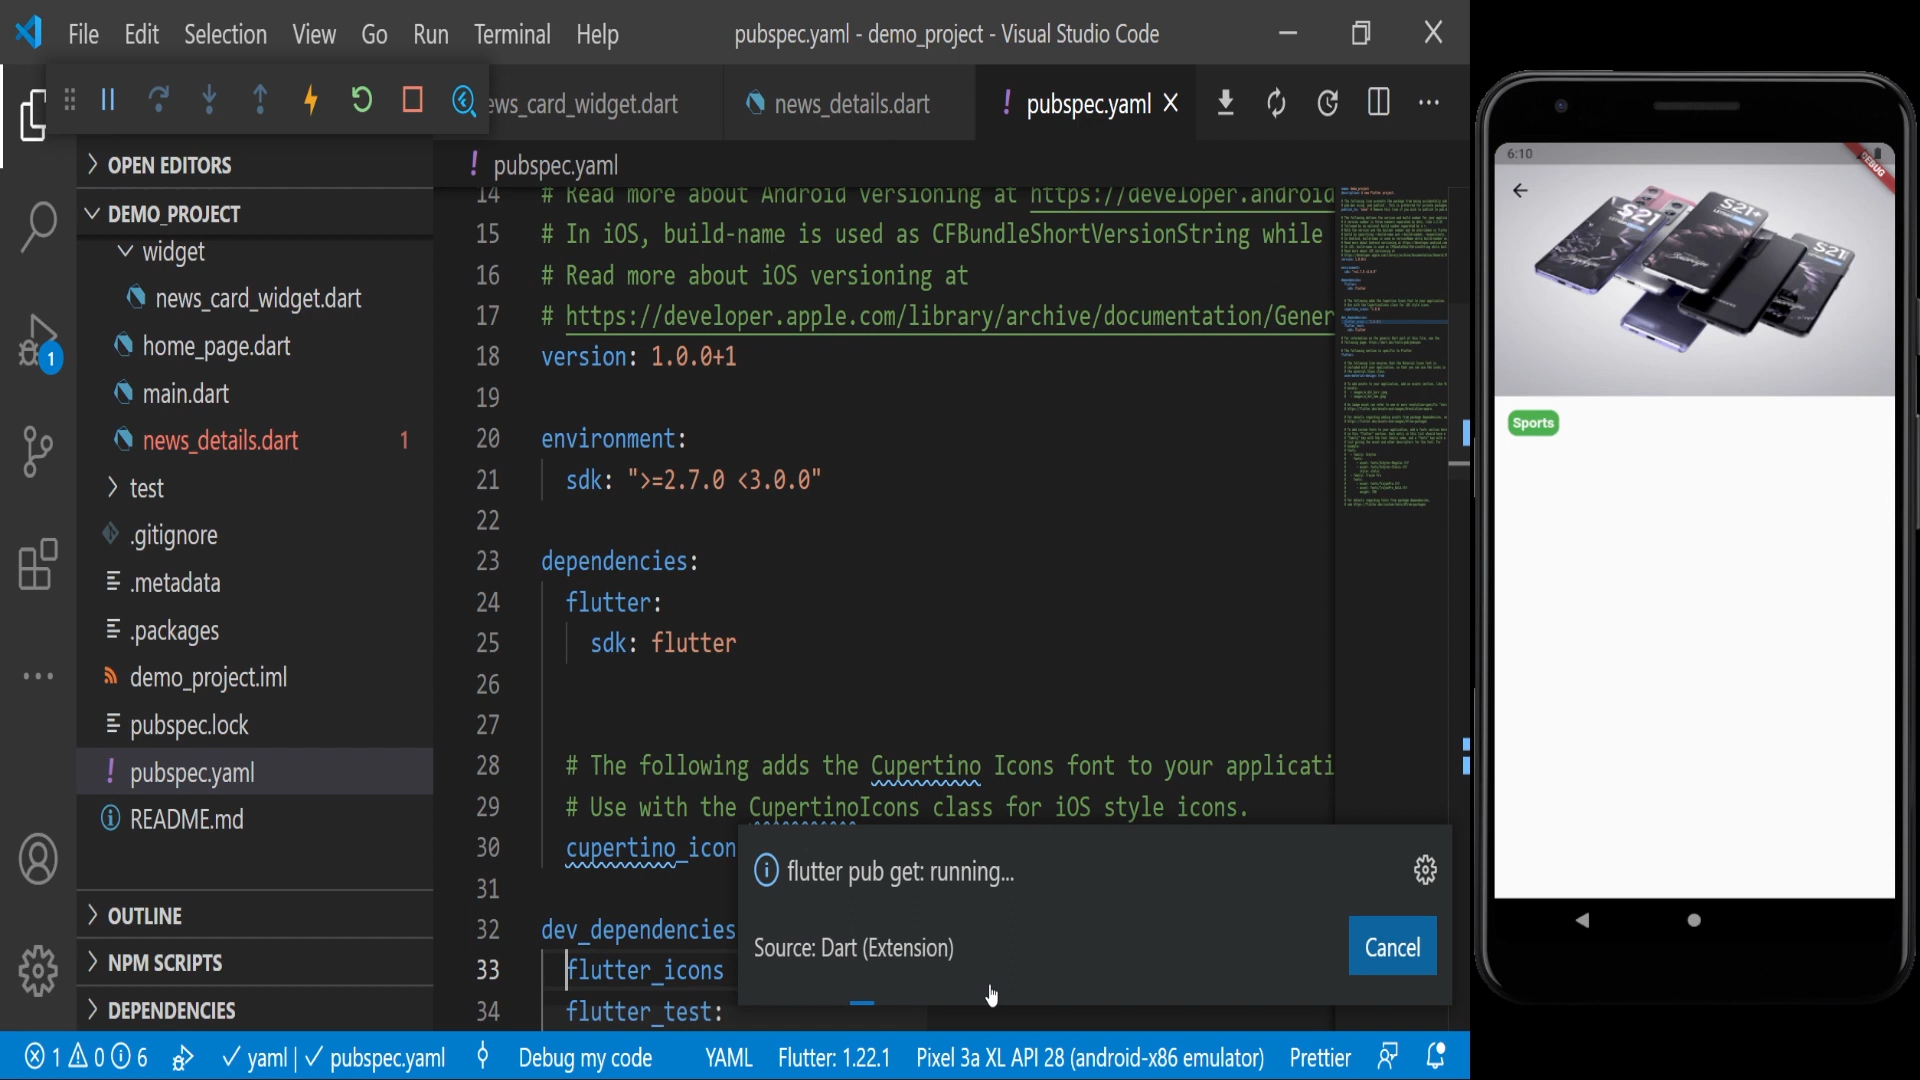 File Edit Selection View Go Run Terminal Help
pubspec.yaml - demo_project - Visual Studio Code
ews_card_widget.dart
news_details.dart
! pubspec.yaml
OPEN EDITORS
DEMO_PROJECT
widget
news_card_widget.dart
home_page.dart
main.dart
news_details.dart 1
test
.gitignore
.metadata
.packages
demo_project.iml
pubspec.lock
! pubspec.yaml
README.md
OUTLINE
NPM SCRIPTS
DEPENDENCIES
1
! pubspec.yaml
14 # Read more about Android versioning at https://developer.android
15 # In iOS, build-name is used as CFBundleShortVersionString while
16 # Read more about iOS versioning at
17 # https://developer.apple.com/library/archive/documentation/Gener
18 version: 1.0.0+1
19
20 environment:
21 sdk: ">=2.7.0 <3.0.0"
22
23 dependencies:
24 flutter:
25 sdk: flutter
26
27
28 # The following adds the Cupertino Icons font to your applicati
29 # Use with the CupertinoIcons class for iOS style icons.
30 cupertino_icon
31
32 dev_dependencies
33 flutter_icons
34 flutter_test:
flutter pub get: running...
Source: Dart (Extension)
Cancel
1 0 6 yaml | pubspec.yaml Debug my code YAML Flutter: 1.22.1 Pixel 3a XL API 28 (android-x86 emulator) Prettier
6:10
DEBUG
S21
S21+
S21
Sports